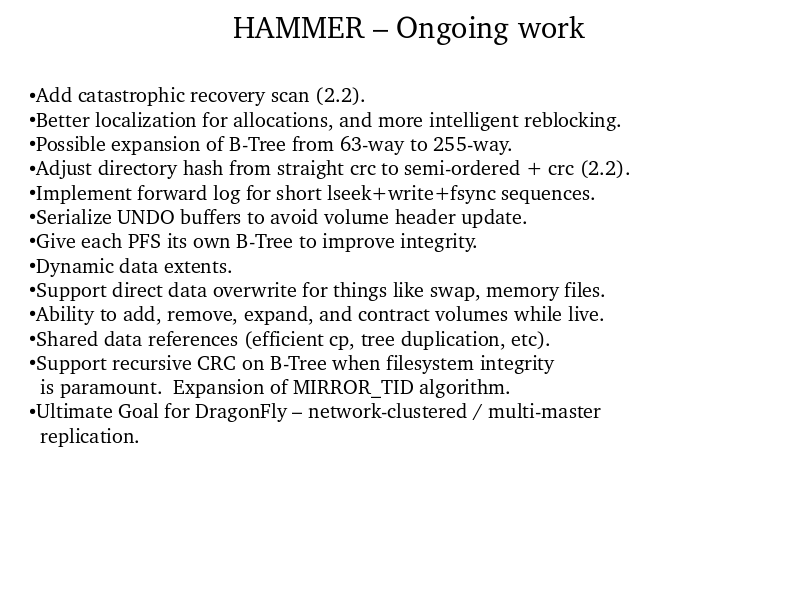 HAMMER – Ongoing work
•Add catastrophic recovery scan (2.2).
•Better localization for allocations, and more intelligent reblocking.
•Possible expansion of B-Tree from 63-way to 255-way.
•Adjust directory hash from straight crc to semi-ordered + crc (2.2).
•Implement forward log for short lseek+write+fsync sequences.
•Serialize UNDO buffers to avoid volume header update.
•Give each PFS its own B-Tree to improve integrity.
•Dynamic data extents.
•Support direct data overwrite for things like swap, memory files.
•Ability to add, remove, expand, and contract volumes while live.
•Shared data references (efficient cp, tree duplication, etc).
•Support recursive CRC on B-Tree when filesystem integrity
is paramount.  Expansion of MIRROR_TID algorithm.
•Ultimate Goal for DragonFly – network-clustered / multi-master
replication.